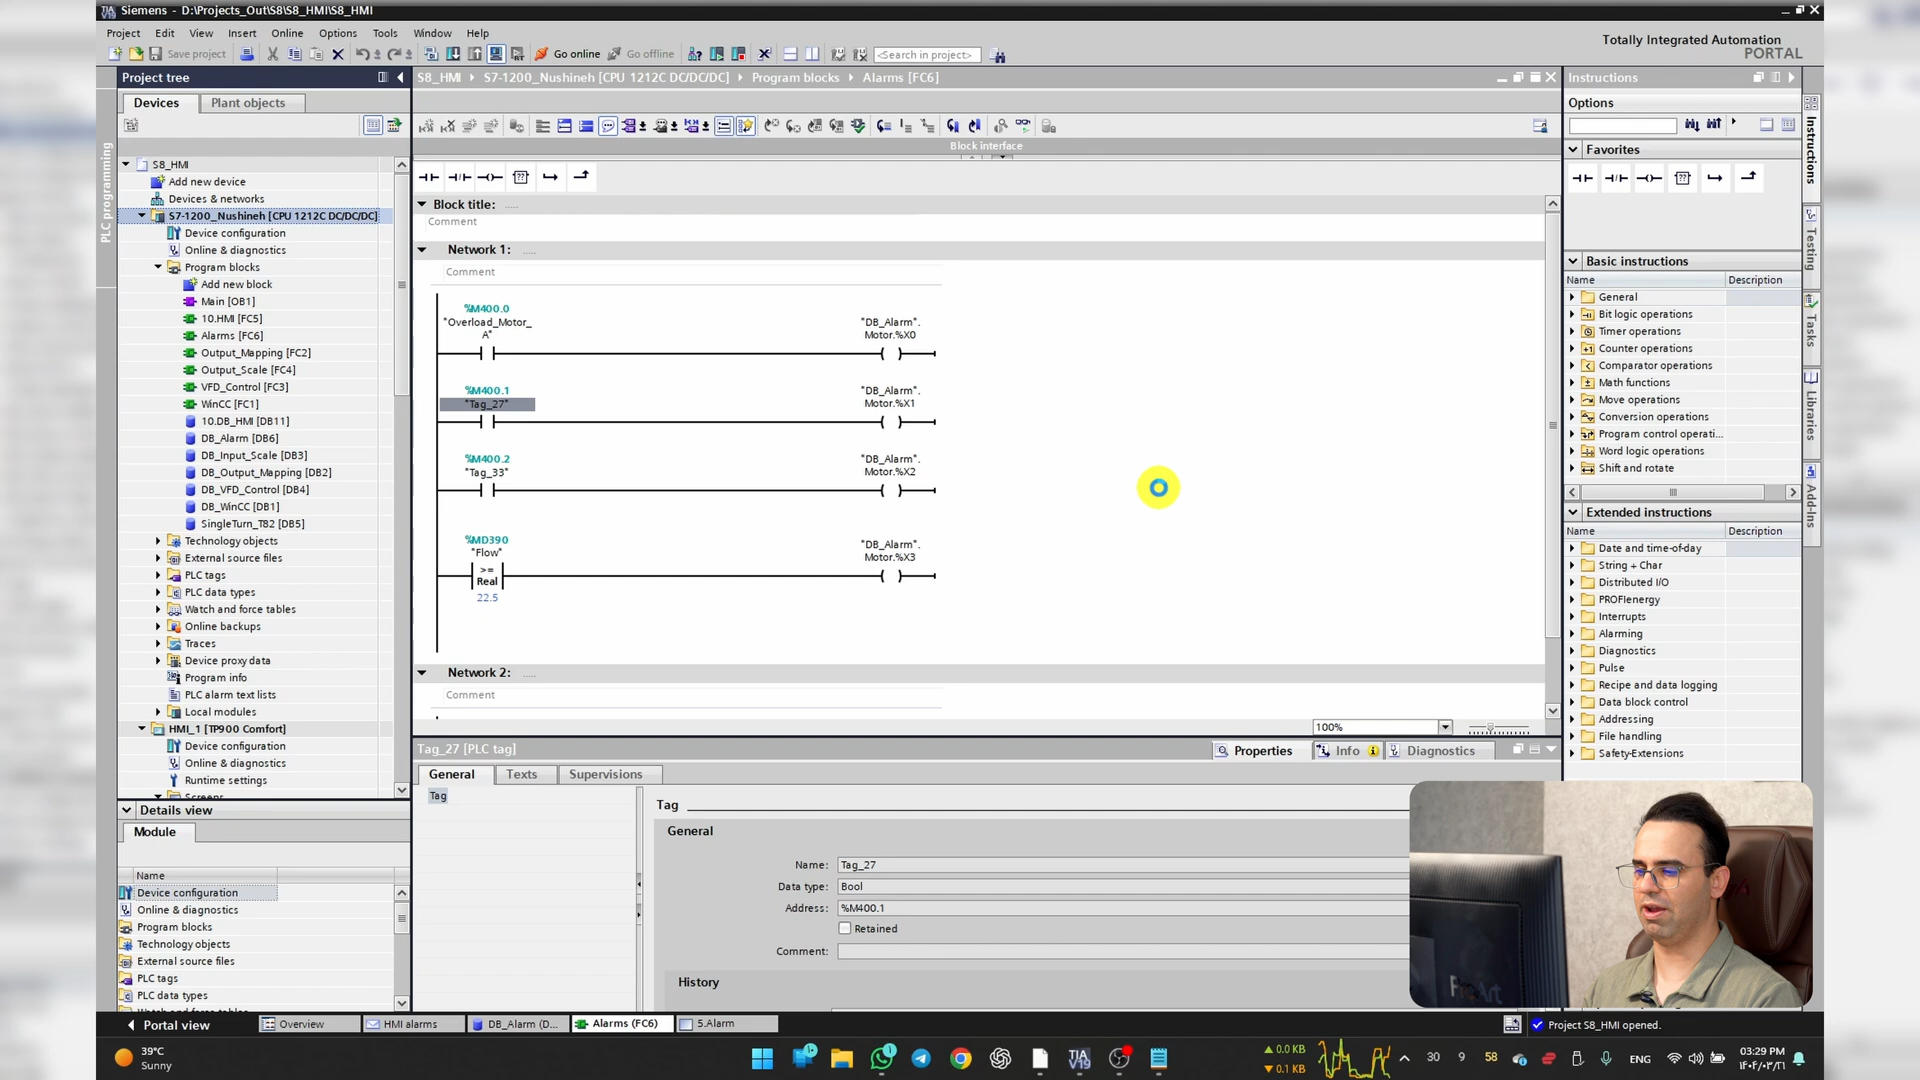 Siemens - D:\Projects_Out\S8\S8_HMI\S8_HMI
Project Edit View Insert Online Options Tools Window Help
Totally Integrated Automation
PORTAL
Save project
Go online
Go offline
<Search in project>
Project tree
S8_HMI S7-1200_Nushineh [CPU 1212C DC/DC/DC] Program blocks Alarms [FC6]
Instructions
Devices
Plant objects
Options
PLC programming
Block interface
Favorites
S8_HMI
Add new device
Devices & networks
S7-1200_Nushineh [CPU 1212C DC/DC/DC]
Device configuration
Online & diagnostics
Program blocks
Add new block
Main [OB1]
10.HMI [FC5]
Alarms [FC6]
Output_Mapping [FC2]
Output_Scale [FC4]
VFD_Control [FC3]
WinCC [FC1]
10.DB_HMI [DB11]
DB_Alarm [DB6]
DB_Input_Scale [DB3]
DB_Output_Mapping [DB2]
DB_VFD_Control [DB4]
DB_WinCC [DB1]
SingleTurn_T82 [DB5]
Technology objects
External source files
PLC tags
PLC data types
Watch and force tables
Online backups
Traces
Device proxy data
Program info
PLC alarm text lists
Local modules
HMI_1 [TP900 Comfort]
Device configuration
Online & diagnostics
Runtime settings
Screens
Details view
Module
Name
Device configuration
Online & diagnostics
Program blocks
Technology objects
External source files
PLC tags
PLC data types
Block title: .....
Comment
Network 1: .....
Comment
%M400.0
"Overload_Motor_
A"
"DB_Alarm".
Motor.%X0
%M400.1
"Tag_27"
"DB_Alarm".
Motor.%X1
%M400.2
"Tag_33"
"DB_Alarm".
Motor.%X2
%MD390
"Flow"
>=
Real
22.5
"DB_Alarm".
Motor.%X3
Network 2: .....
Comment
100%
Tag_27 [PLC tag]
Properties
Info
Diagnostics
General
Texts
Supervisions
Tag
Tag
General
Name: Tag_27
Data type: Bool
Address: %M400.1
Retained
Comment:
History
Basic instructions
Name Description
General
Bit logic operations
Timer operations
Counter operations
Comparator operations
Math functions
Move operations
Conversion operations
Program control operati...
Word logic operations
Shift and rotate
Extended instructions
Name Description
Date and time-of-day
String + Char
Distributed I/O
PROFIenergy
Interrupts
Alarming
Diagnostics
Pulse
Recipe and data logging
Data block control
Addressing
File handling
Safety-Extensions
Instructions
Testing
Tasks
Libraries
Add-Ins
Portal view
Overview
HMI alarms
DB_Alarm (D...
Alarms (FC6)
5.Alarm
Project S8_HMI opened.
39°C
Sunny
0.0 KB
0.1 KB
30 9 58
ENG
03:29 PM